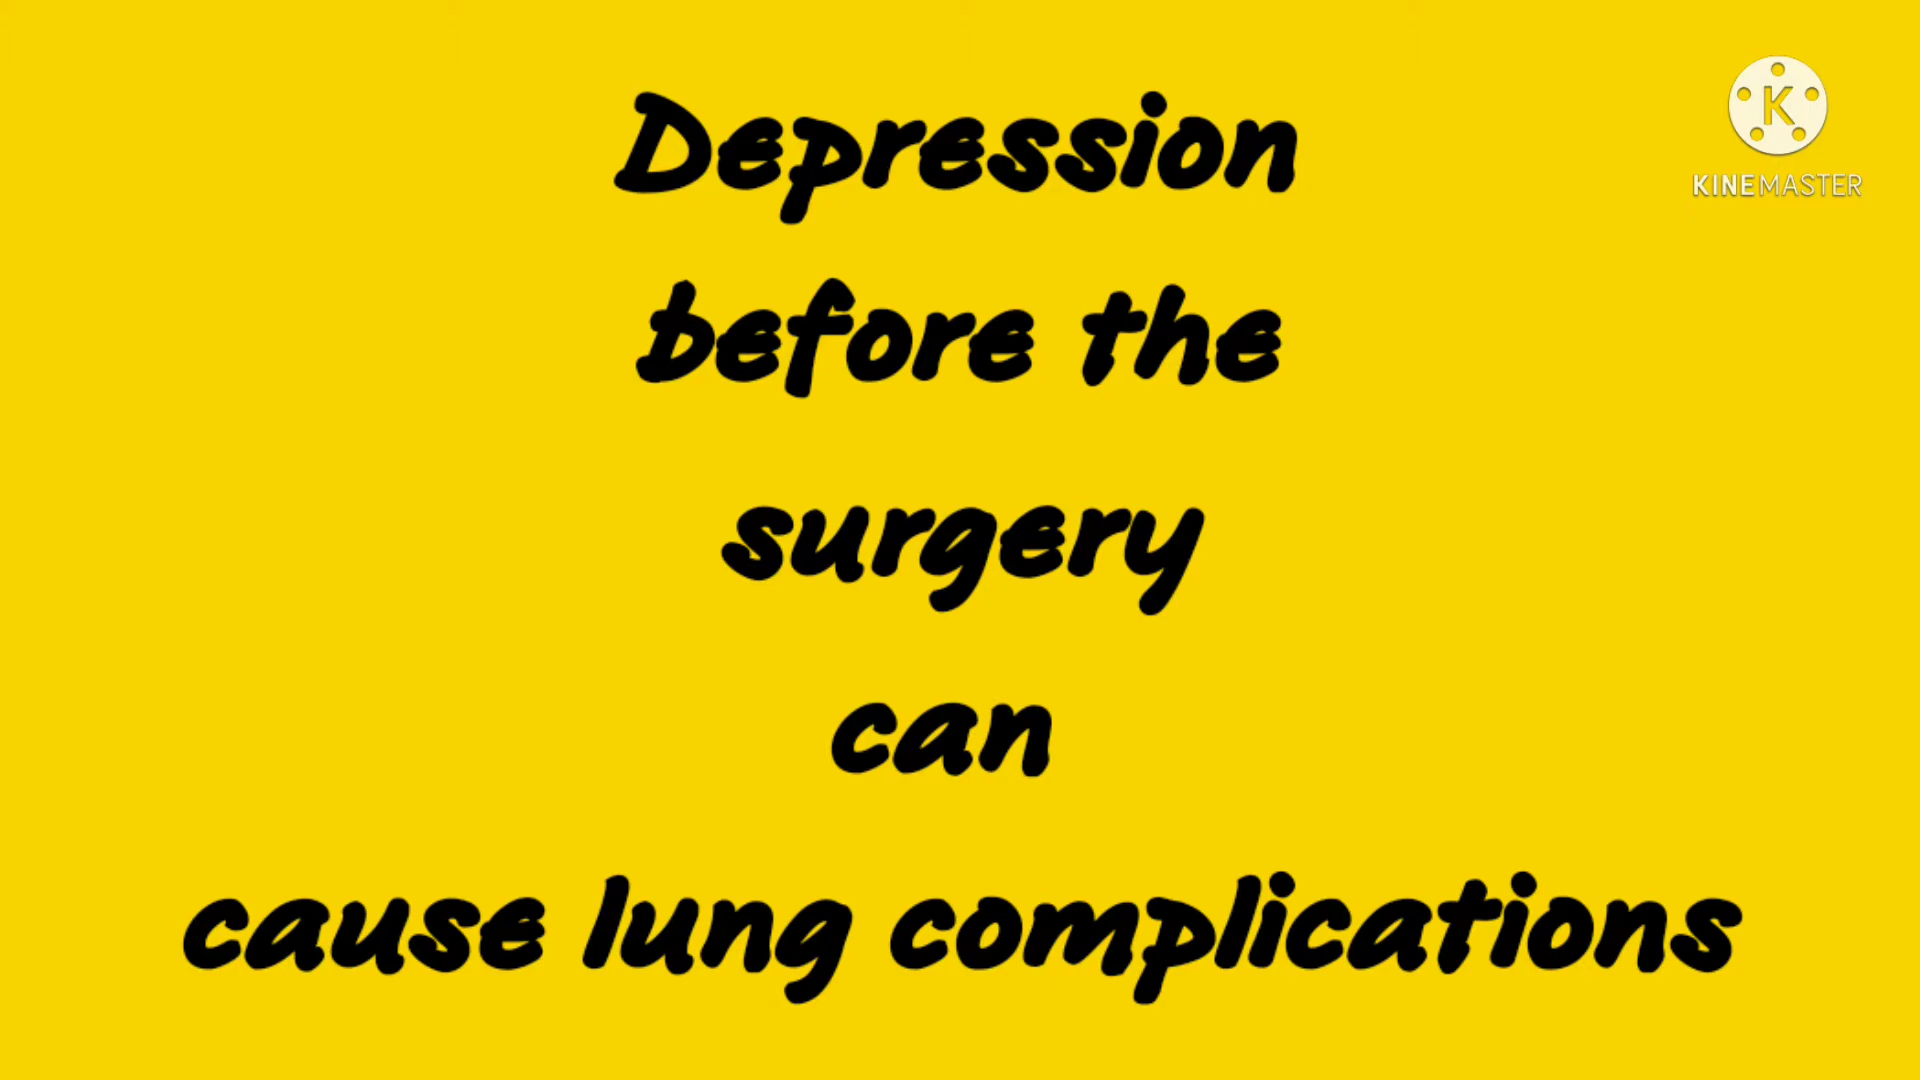 Depression
K
KINEMASTER
before the
surgery
can
cause lung complications